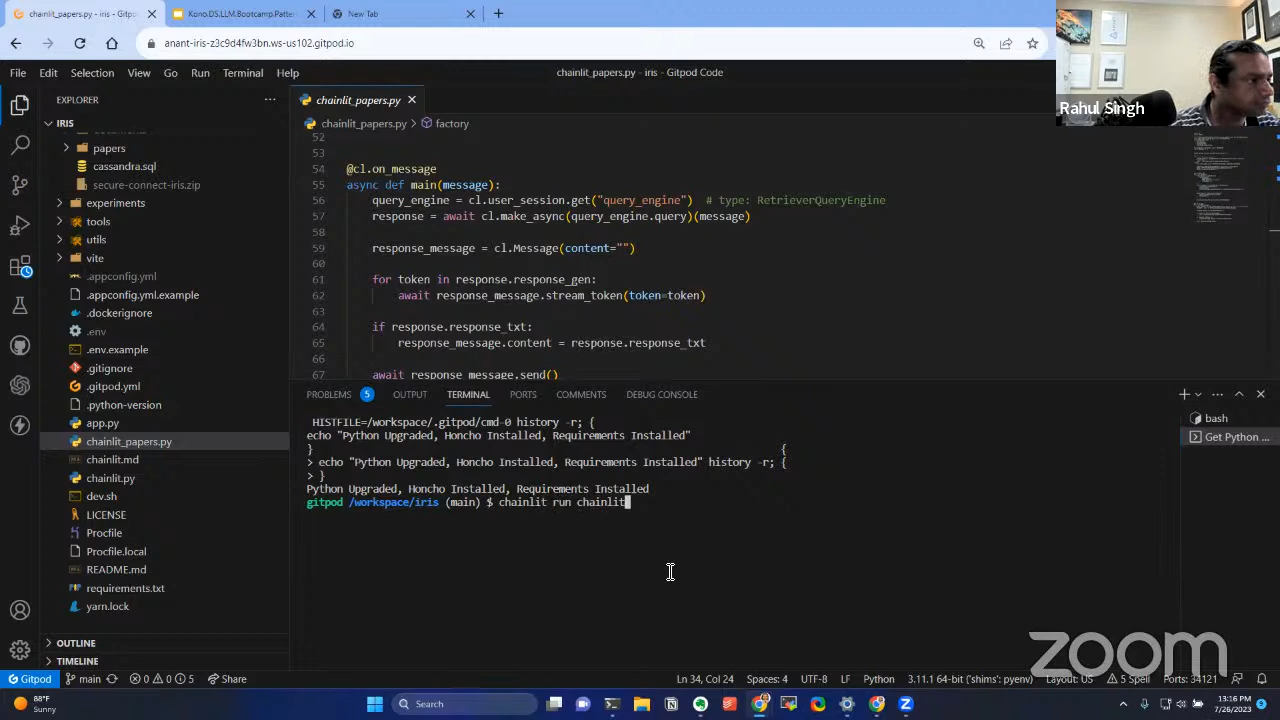 chainlit_papers.py - iris - Gitpo
Kono.DS.LLM.Bootcamp.Patte
New Tab
anant-iris-z3c9d4fw3bn.ws-us102.gitpod.io
Rahul Singh
File Edit Selection View Go Run Terminal Help
chainlit_papers.py - iris - Gitpod Code
EXPLORER
IRIS
papers
cassandra.sql
secure-connect-iris.zip
experiments
tools
utils
vite
.appconfig.yml
.appconfig.yml.example
.dockerignore
.env
.env.example
.gitignore
.gitpod.yml
.python-version
app.py
chainlit_papers.py
chainlit.md
chainlit.py
dev.sh
LICENSE
Procfile
Procfile.local
README.md
requirements.txt
yarn.lock
OUTLINE
TIMELINE
chainlit_papers.py
chainlit_papers.py > factory
52
53
54 @cl.on_message
55 async def main(message):
56 query_engine = cl.user_session.get("query_engine") # type: RetrieverQueryEngine
57 response = await cl.make_async(query_engine.query)(message)
58
59 response_message = cl.Message(content="")
60
61 for token in response.response_gen:
62 await response_message.stream_token(token=token)
63
64 if response.response_txt:
65 response_message.content = response.response_txt
66
67 await response_message.send()
PROBLEMS 5 OUTPUT TERMINAL PORTS COMMENTS DEBUG CONSOLE
HISTFILE=/workspace/.gitpod/cmd-0 history -r; {
echo "Python Upgraded, Honcho Installed, Requirements Installed"
} {
> echo "Python Upgraded, Honcho Installed, Requirements Installed" history -r; {
> }
Python Upgraded, Honcho Installed, Requirements Installed
gitpod /workspace/iris (main) $ chainlit run chainlit
bash
Get Python ...
zoom
Gitpod main 0 0 5 Share
Ln 34, Col 24 Spaces: 4 UTF-8 LF Python 3.11.1 64-bit ('shims': pyenv) Layout: US 5 Spell Ports: 34121
88°F
Sunny
Search
13:16 PM
7/26/2023